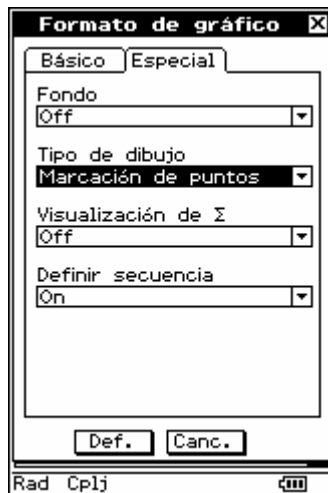 Formato de gráfico
Básico Especial
Fondo
Off
Tipo de dibujo
Marcación de puntos
Visualización de Σ
Off
Definir secuencia
On
Def. Canc.
Rad Cplj